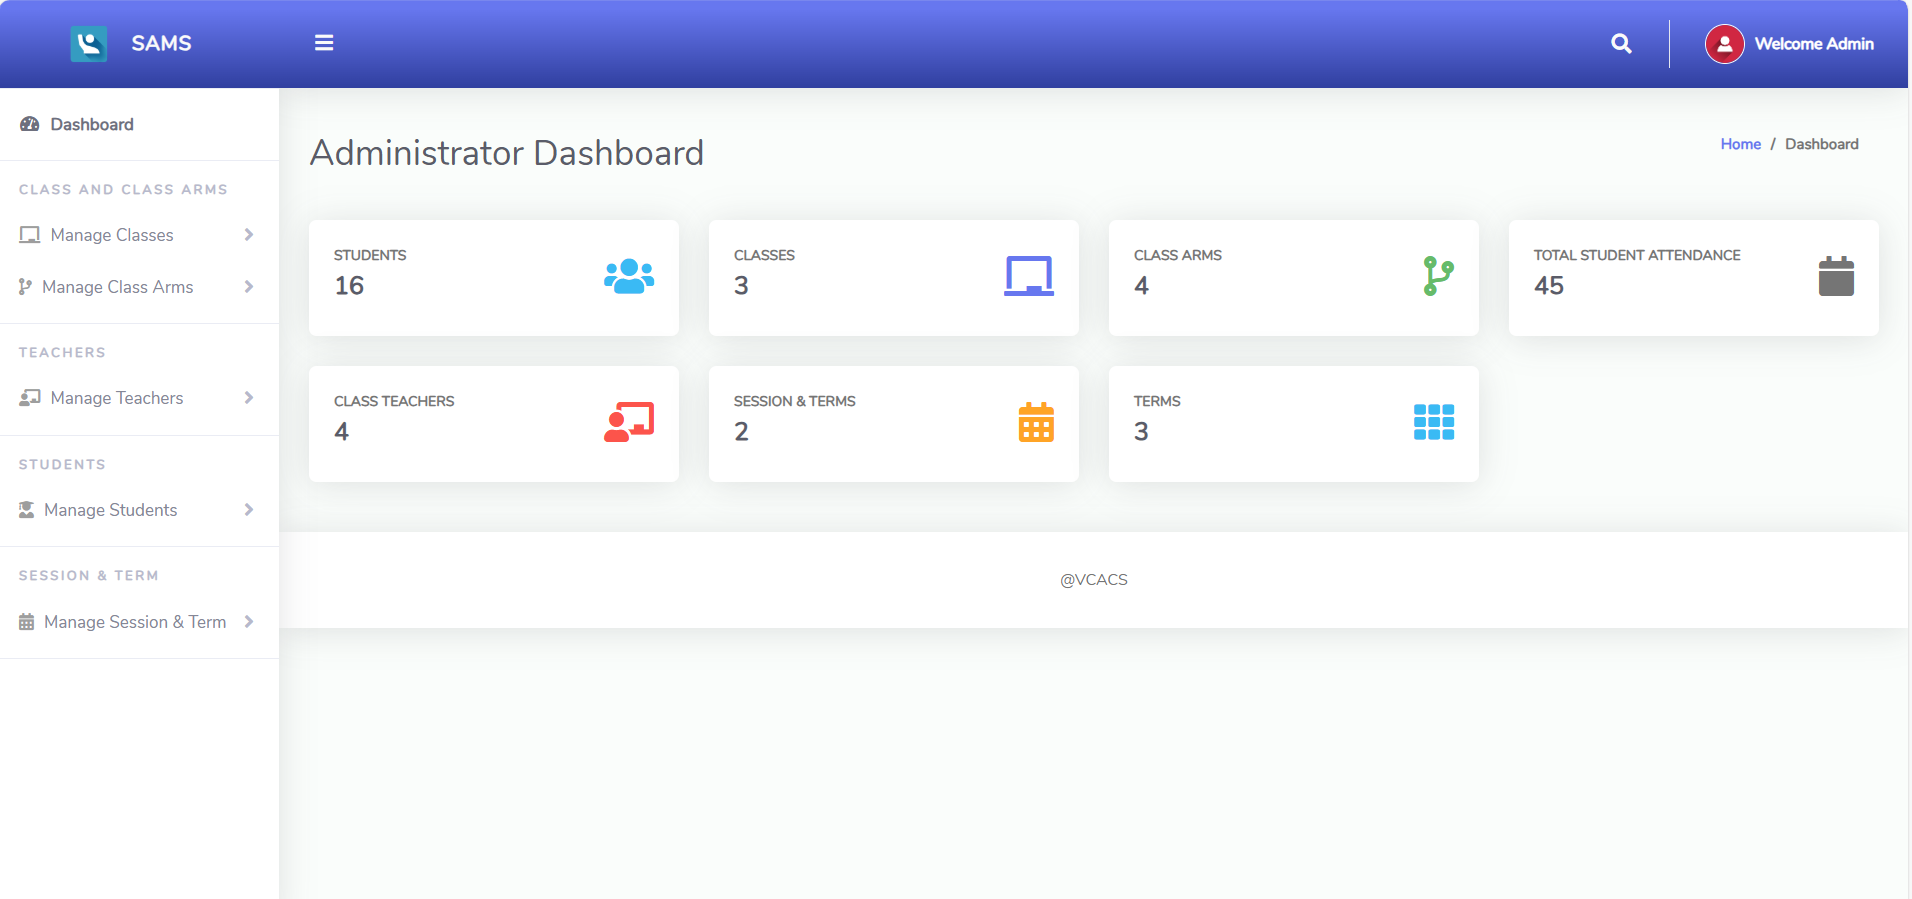 SAMS
Welcome Admin
Dashboard
CLASS AND CLASS ARMS
Manage Classes
Manage Class Arms
TEACHERS
Manage Teachers
STUDENTS
Manage Students
SESSION & TERM
Manage Session & Term
Administrator Dashboard
Home / Dashboard
STUDENTS
16
CLASSES
3
CLASS ARMS
4
TOTAL STUDENT ATTENDANCE
45
CLASS TEACHERS
4
SESSION & TERMS
2
TERMS
3
@VCACS